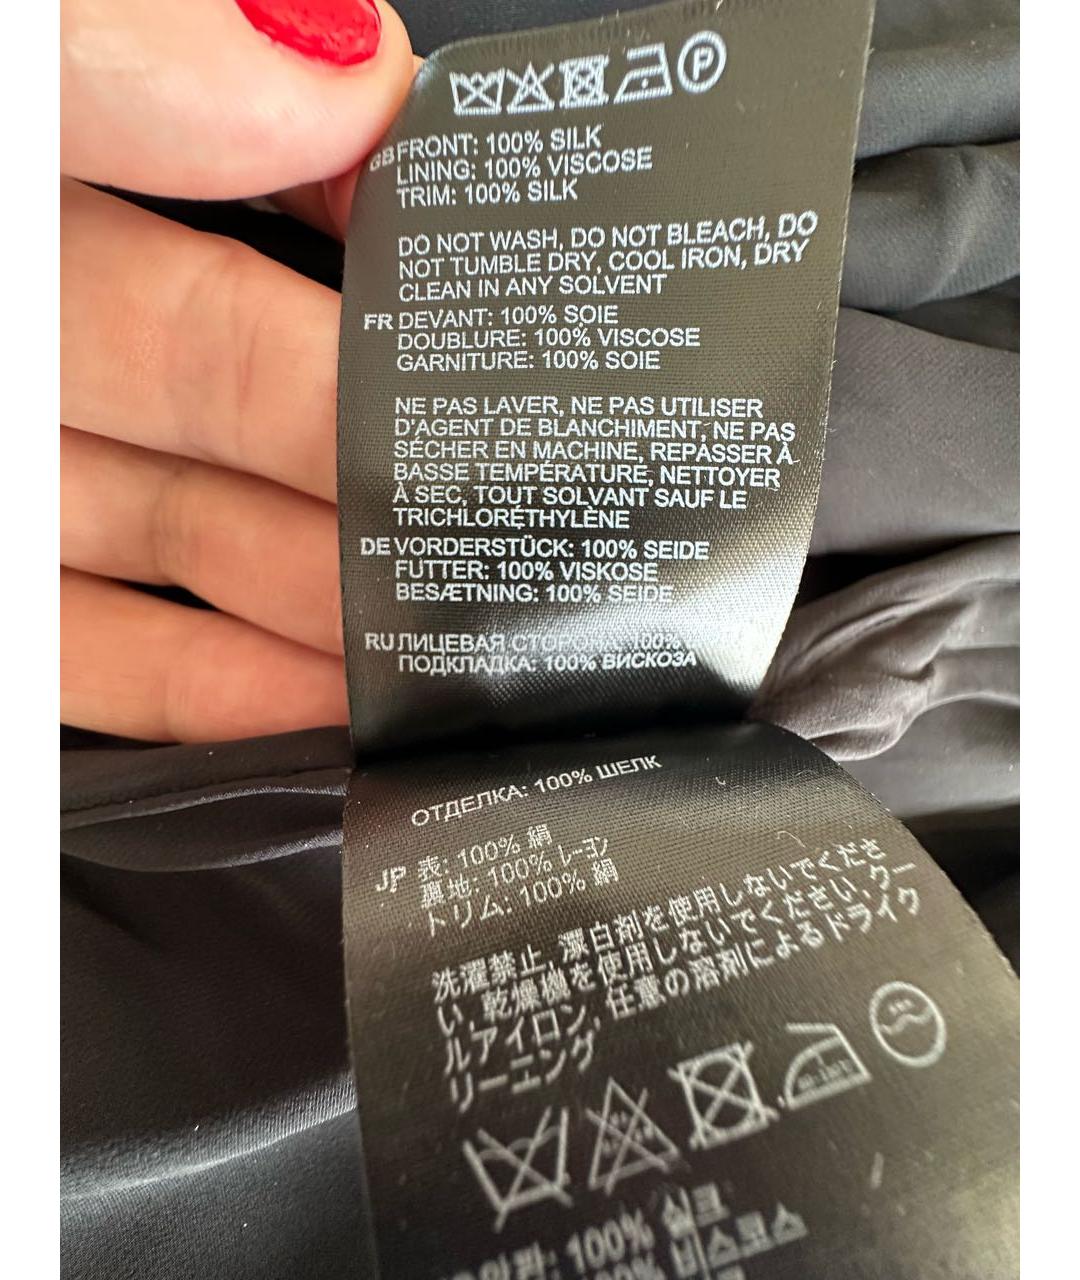 P
GB FRONT: 100% SILK
LINING: 100% VISCOSE
TRIM: 100% SILK
DO NOT WASH, DO NOT BLEACH, DO
NOT TUMBLE DRY, COOL IRON, DRY
CLEAN IN ANY SOLVENT
FR DEVANT: 100% SOIE
DOUBLURE: 100% VISCOSE
GARNITURE: 100% SOIE
NE PAS LAVER, NE PAS UTILISER
D'AGENT DE BLANCHIMENT, NE PAS
SÉCHER EN MACHINE, REPASSER À
BASSE TEMPÉRATURE, NETTOYER
À SEC, TOUT SOLVANT SAUF LE
TRICHLORÉTHYLÈNE
DE VORDERSTÜCK: 100% SEIDE
FUTTER: 100% VISKOSE
BESÆTNING: 100% SEIDE
RU ЛИЦЕВАЯ СТОРОНА: 100%
ПОДКЛАДКА: 100% ВИСКОЗА
ОТДЕЛКА: 100% ШЕЛК
JP 表: 100% 絹
裏地: 100% レーヨン
トリム: 100% 絹
洗濯禁止, 漂白剤を使用しないでくださ
い, 乾燥機を使用しないでください, クー
ルアイロン, 任意の溶剤によるドライク
リーニング
100% 실크
100% 비스코스